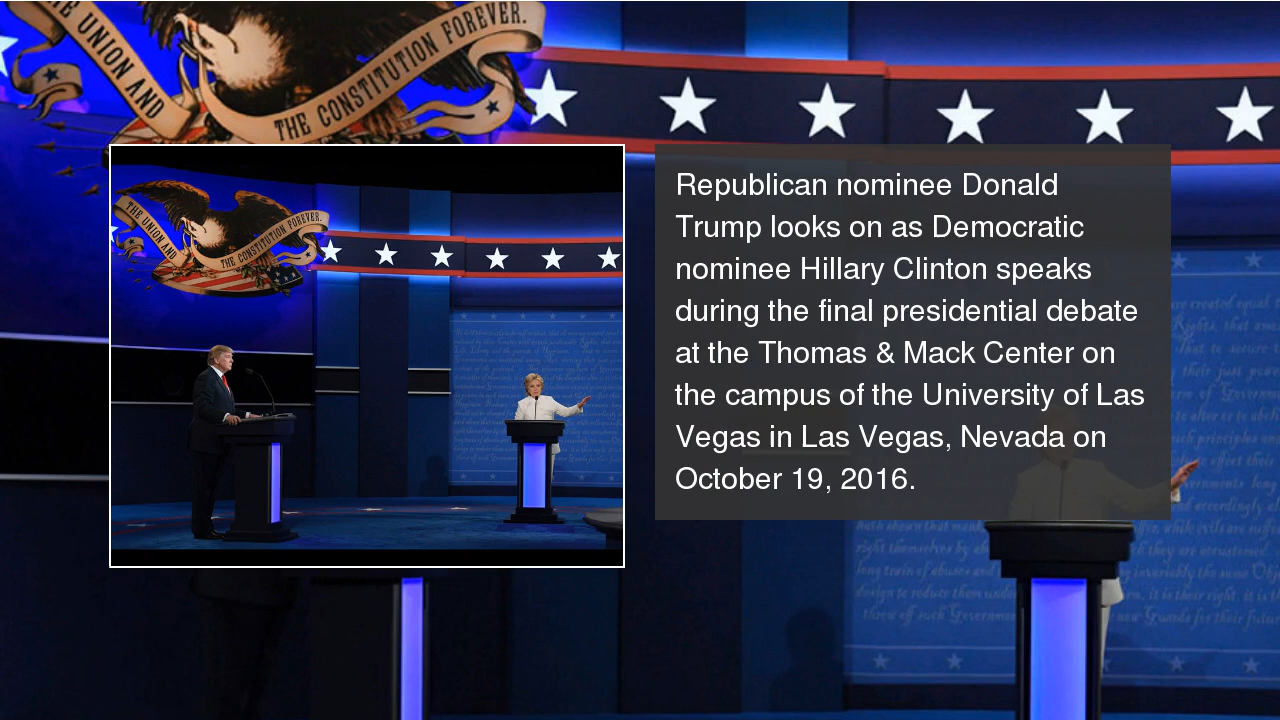 THE UNION AND
THE CONSTITUTION FOREVER.
THE UNION AND
THE CONSTITUTION FOREVER.
Republican nominee Donald
Trump looks on as Democratic
nominee Hillary Clinton speaks
during the final presidential debate
at the Thomas & Mack Center on
the campus of the University of Las
Vegas in Las Vegas, Nevada on
October 19, 2016.